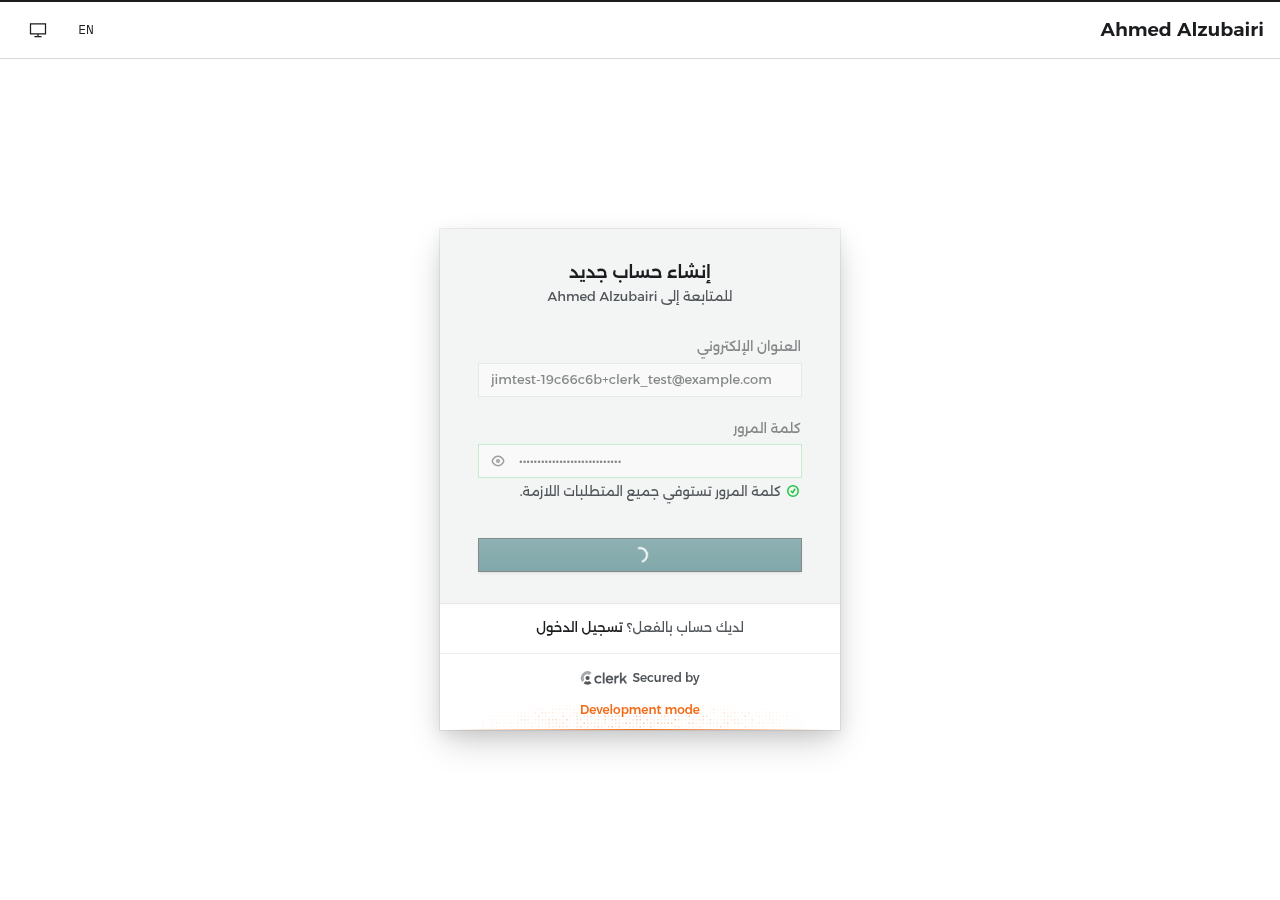 Ahmed Alzubairi
EN
إنشاء حساب جديد
للمتابعة إلى Ahmed Alzubairi
العنوان الإلكتروني
jimtest-19c66c6b+clerk_test@example.com
كلمة المرور
••••••••••••••••••••••••••••
كلمة المرور تستوفي جميع المتطلبات اللازمة.
لديك حساب بالفعل؟ تسجيل الدخول
Secured by clerk
Development mode